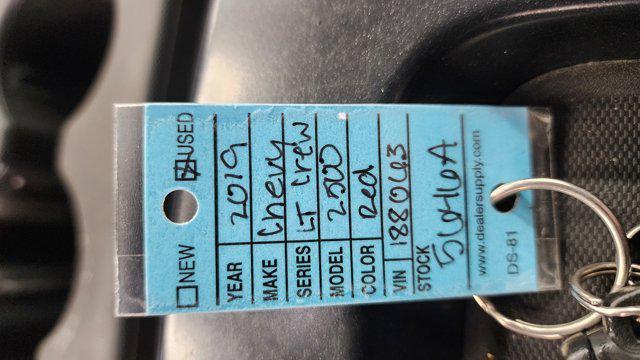 NEW USED
YEAR 2019
MAKE Chevy
SERIES LT Crew
MODEL 2500
COLOR Red
VIN 188063
STOCK
www.dealersupply.com
DS-81